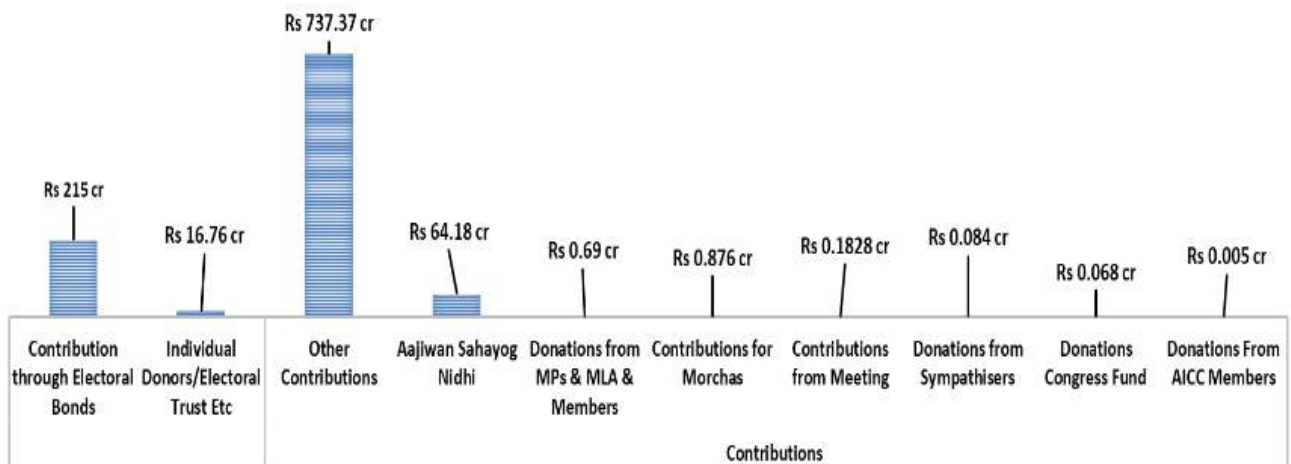 Rs 737.37 cr
Rs 215 cr
Rs 16.76 cr
Rs 64.18 cr
Rs 0.69 cr
Rs 0.876 cr
Rs 0.1828 cr
Rs 0.084 cr
Rs 0.068 cr
Rs 0.005 cr
Contribution
through Electoral
Bonds
Individual
Donors/Electoral
Trust Etc
Other
Contributions
Aajiwan Sahayog
Nidhi
Donations from
MPs & MLA &
Members
Contributions for
Morchas
Contributions
from Meeting
Donations from
Sympathisers
Donations
Congress Fund
Donations From
AICC Members
Contributions